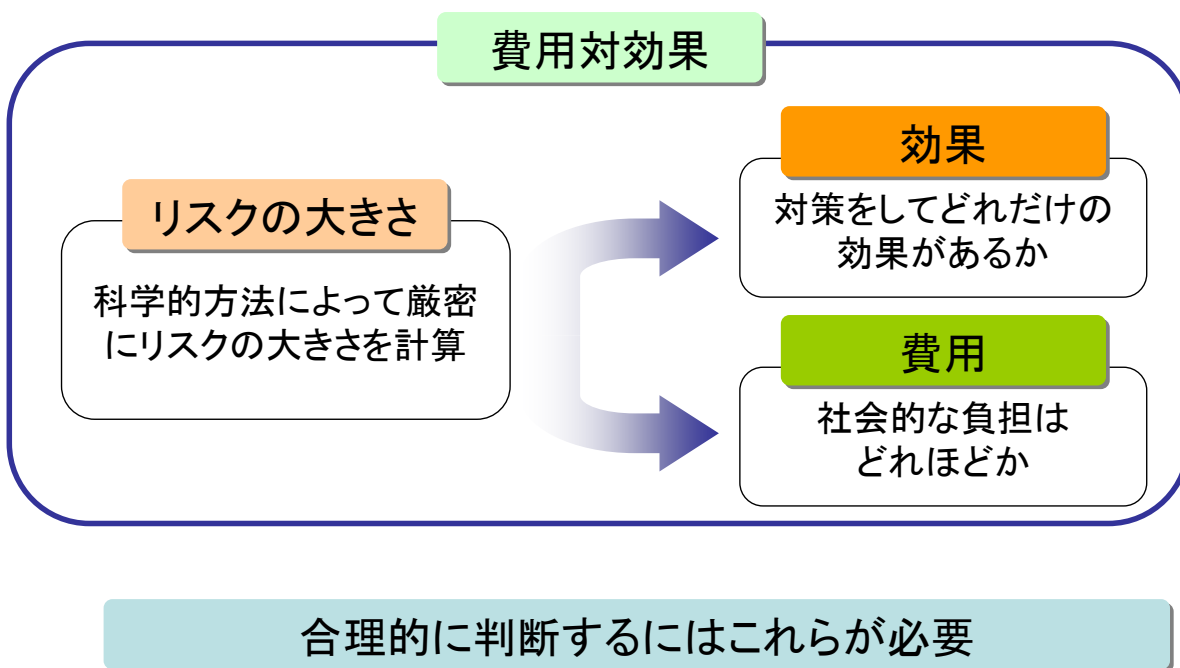 費用対効果
リスクの大きさ
科学的方法によって厳密
にリスクの大きさを計算
効果
対策をしてどれだけの
効果があるか
費用
社会的な負担は
どれほどか
合理的に判断するにはこれらが必要